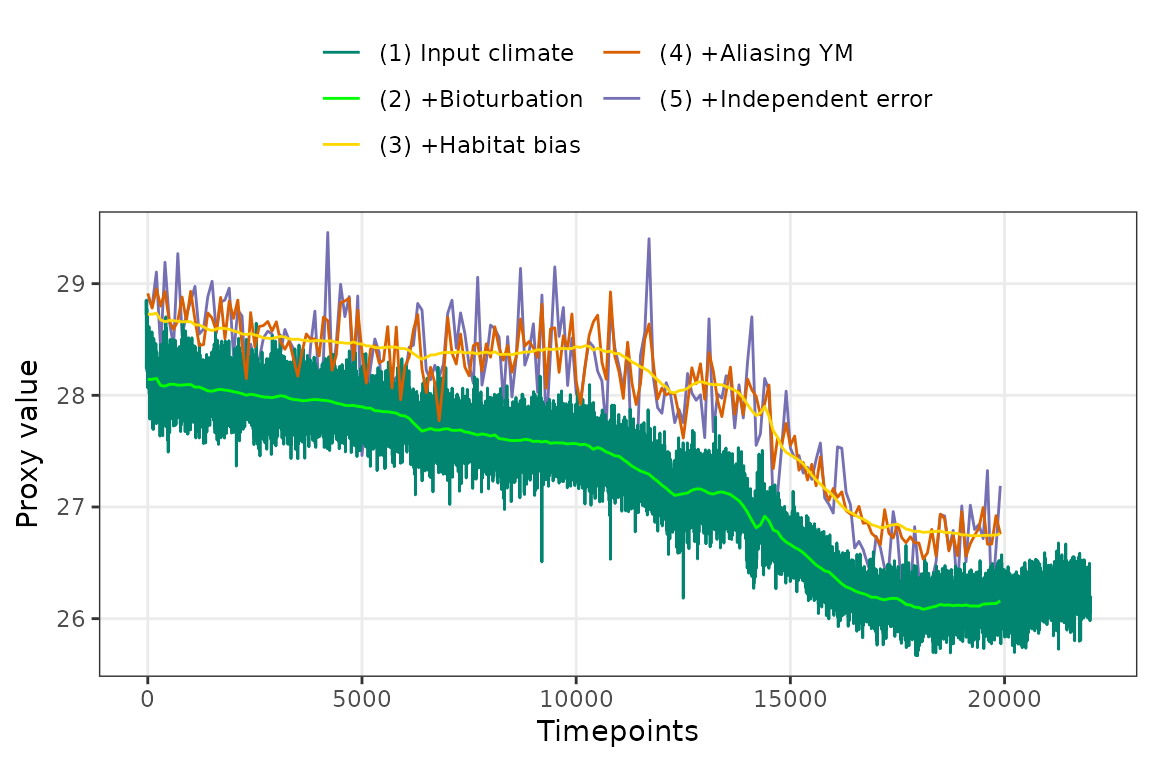 (1) Input climate (4) +Aliasing YM
(2) +Bioturbation (5) +Independent error
(3) +Habitat bias
Proxy value
29
28
27
26
0 5000 10000 15000 20000
Timepoints